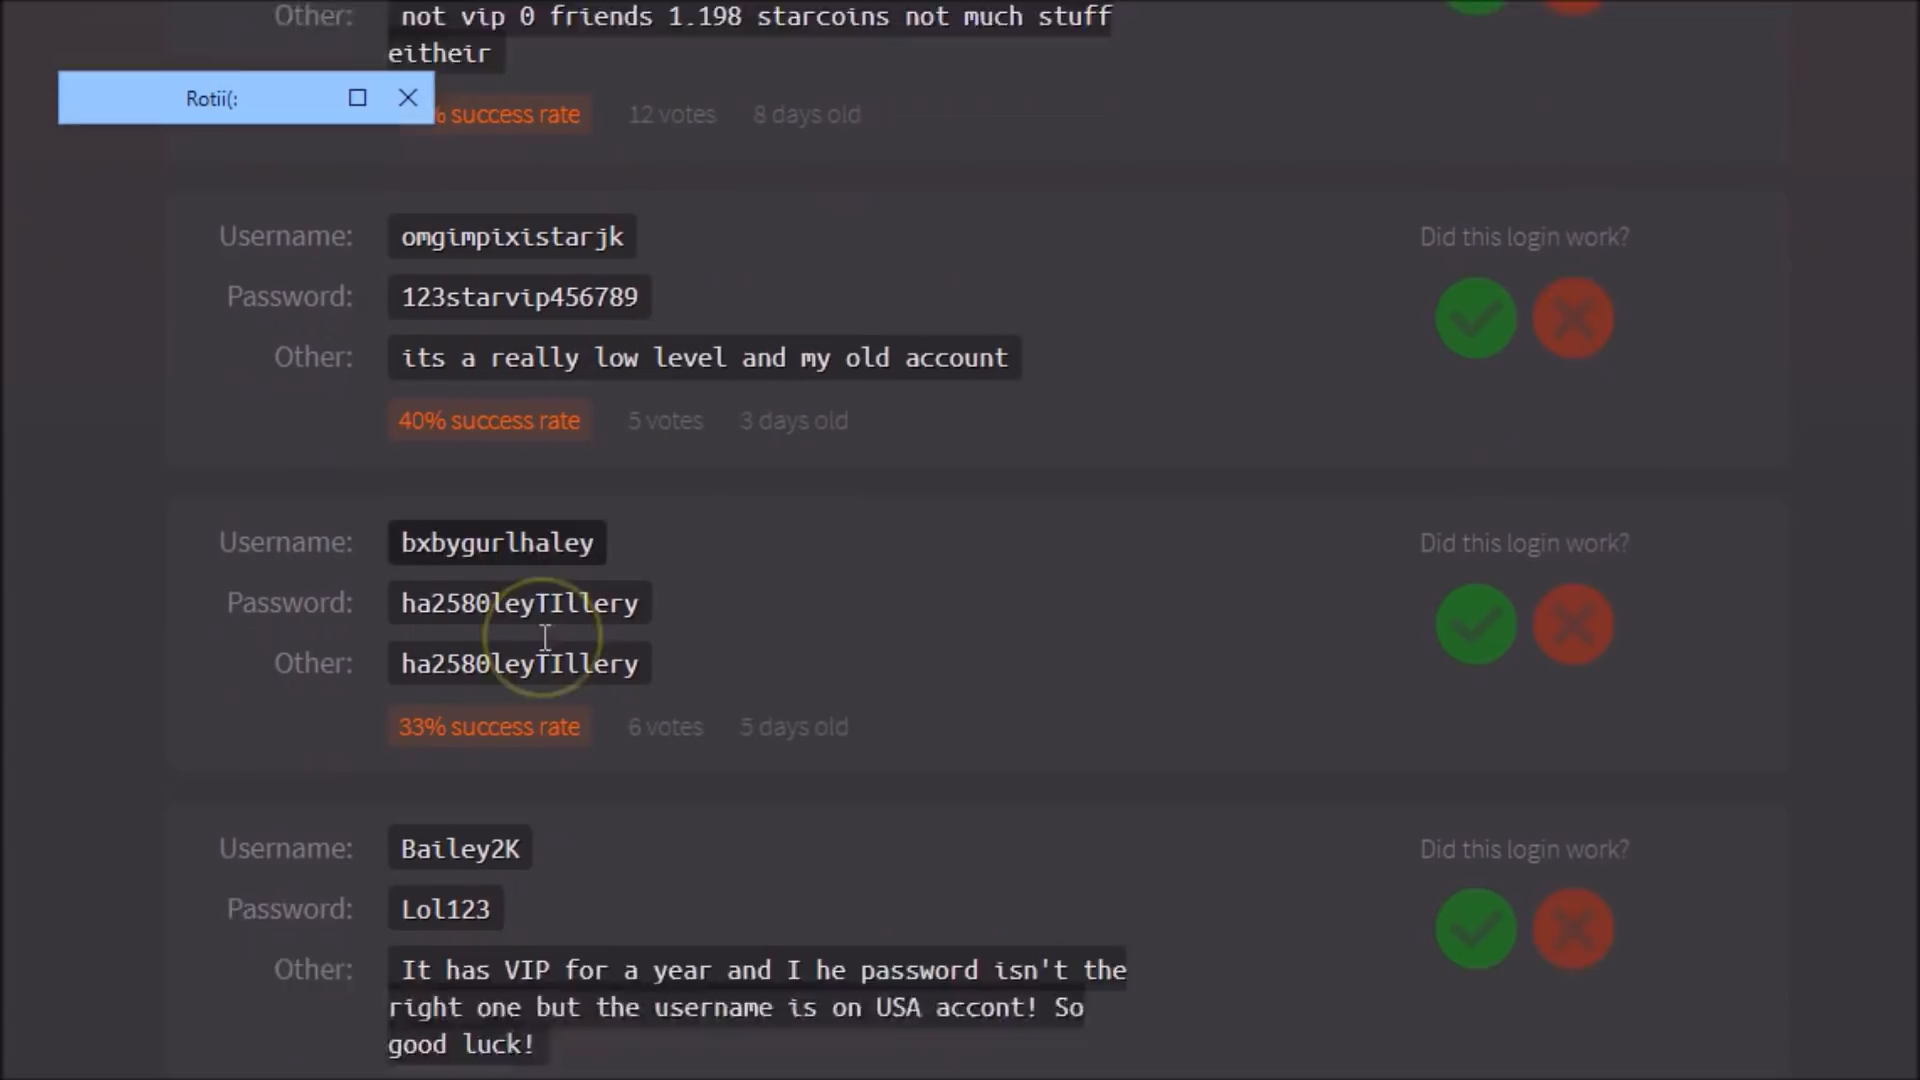 Other: not vip 0 friends 1.198 starcoins not much stuff
eitheir
Rotii(:
% success rate 12 votes 8 days old
Username: omgimpixistarjk Did this login work?
Password: 123starvip456789
Other: its a really low level and my old account
40% success rate 5 votes 3 days old
Username: bxbygurlhaley Did this login work?
Password: ha2580leyTIllery
Other: ha2580leyTIllery
33% success rate 6 votes 5 days old
Username: Bailey2K Did this login work?
Password: Lol123
Other: It has VIP for a year and I he password isn't the
right one but the username is on USA accont! So
good luck!